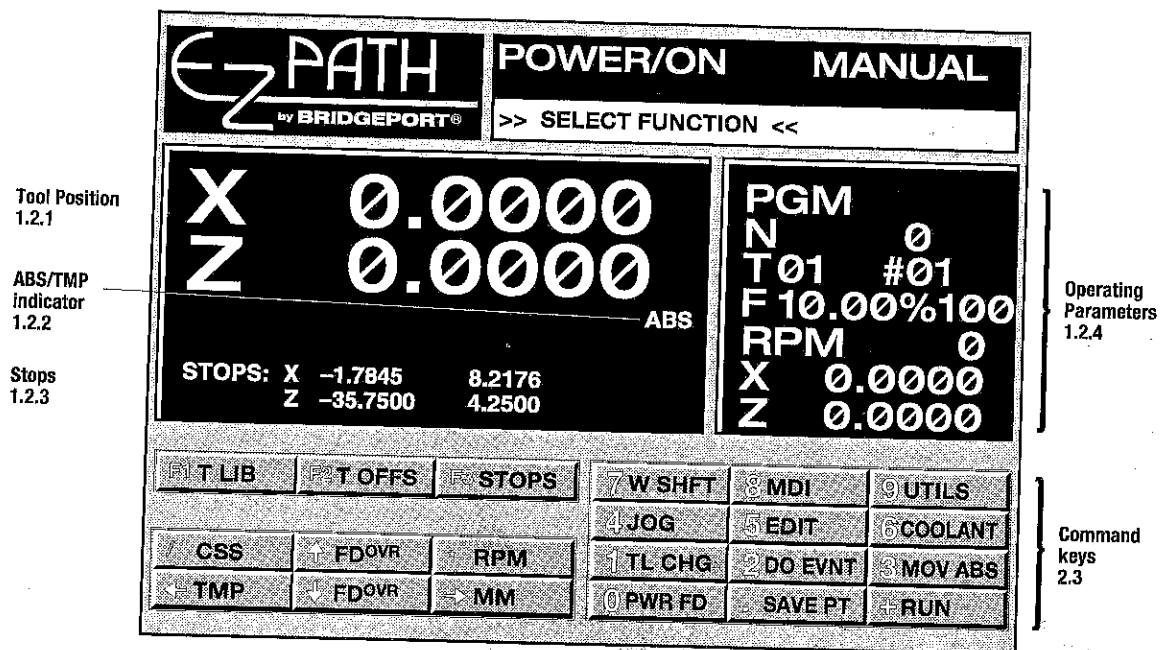 EZ PATH
by BRIDGEPORT®
POWER/ON MANUAL
>> SELECT FUNCTION <<
Tool Position
1.2.1
X 0.0000
Z 0.0000
ABS/TMP
indicator
1.2.2
ABS
Stops
1.2.3
STOPS: X –1.7845 8.2176
Z –35.7500 4.2500
PGM
N 0
T01 #01
F 10.00%100
RPM 0
X 0.0000
Z 0.0000
Operating
Parameters
1.2.4
F1 T LIB F2 T OFFS F3 STOPS
/ CSS ↑ FDOVR RPM
← TMP ↓ FDOVR → MM
7 W SHFT 8 MDI 9 UTILS
4 JOG 5 EDIT 6 COOLANT
1 TL CHG 2 DO EVNT 3 MOV ABS
0 PWR FD . SAVE PT + RUN
Command
keys
2.3